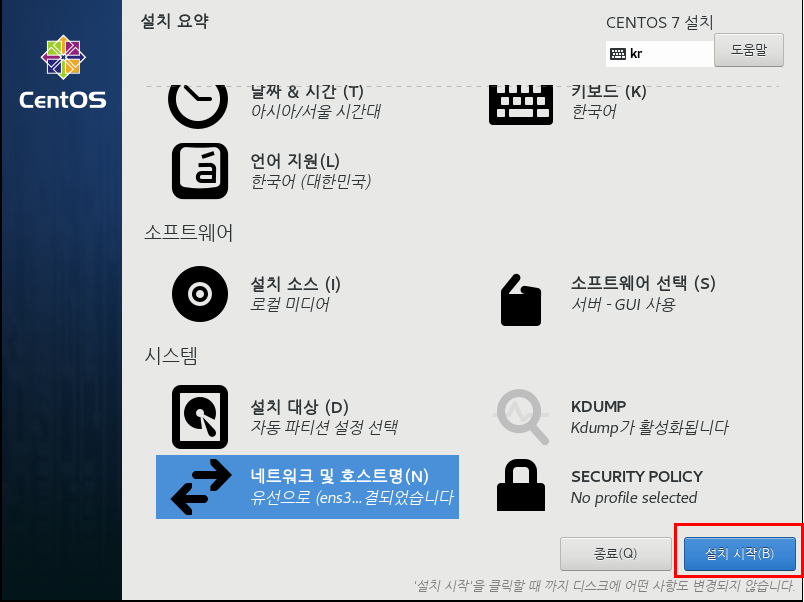 설치 요약
CENTOS 7 설치
kr
도움말
CentOS
날짜 & 시간 (T)
아시아/서울 시간대
키보드 (K)
한국어
á
언어 지원(L)
한국어 (대한민국)
소프트웨어
설치 소스 (I)
로컬 미디어
소프트웨어 선택 (S)
서버 - GUI 사용
시스템
설치 대상 (D)
자동 파티션 설정 선택
KDUMP
Kdump가 활성화됩니다
네트워크 및 호스트명(N)
유선으로 (ens3...결되었습니다
SECURITY POLICY
No profile selected
종료(Q)
설치 시작(B)
'설치 시작'을 클릭할 때 까지 디스크에 어떤 사항도 변경되지 않습니다.